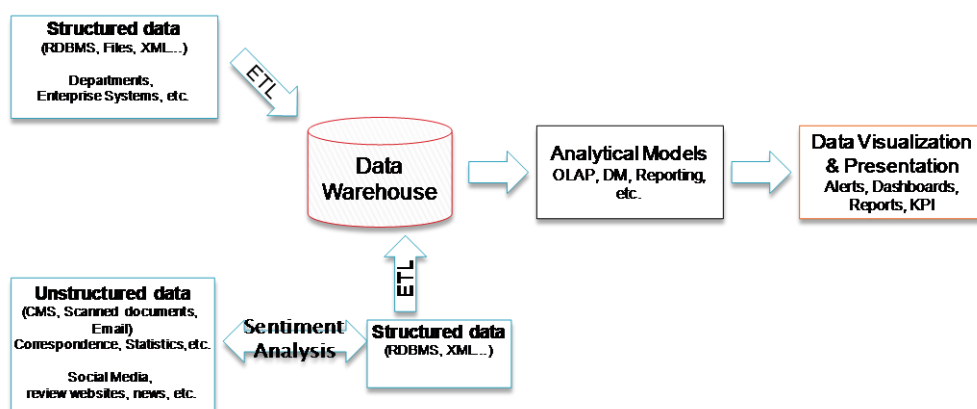 Structured data
(RDBMS, Files, XML...)
Departments,
Enterprise Systems, etc.
ETL
Data
Warehouse
Analytical Models
OLAP, DM, Reporting,
etc.
Data Visualization
& Presentation
Alerts, Dashboards,
Reports, KPI
ETL
Unstructured data
(CMS, Scanned documents,
Email)
Correspondence, Statistics,etc.
Social Media,
review websites, news, etc.
Sentiment
Analysis
Structured data
(RDBMS, XML...)